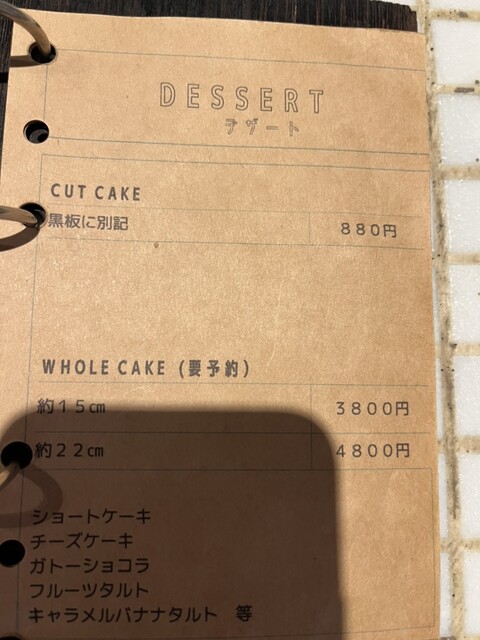 DESSERT
デザート
CUT CAKE
黒板に別記 880円
WHOLE CAKE (要予約)
約15㎝ 3800円
約22㎝ 4800円
ショートケーキ
チーズケーキ
ガトーショコラ
フルーツタルト
キャラメルバナナタルト 等